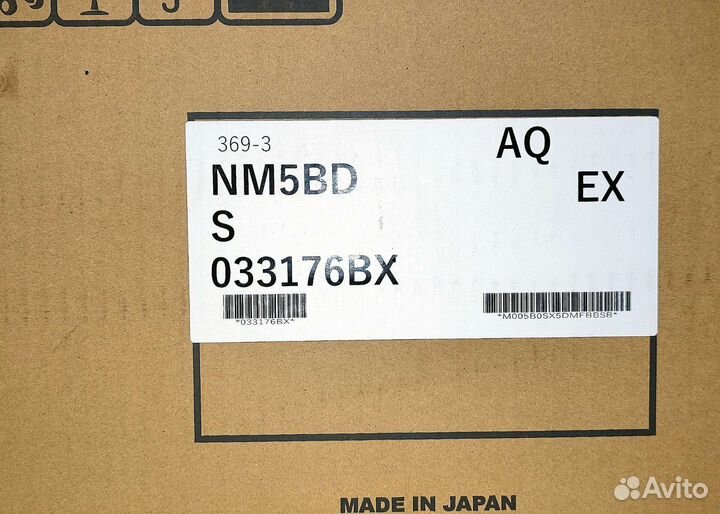 369-3
AQ
NM5BD
EX
S
033176BX
*033176BX*
*M005B0SX5DMFBBSB*
MADE IN JAPAN
Avito